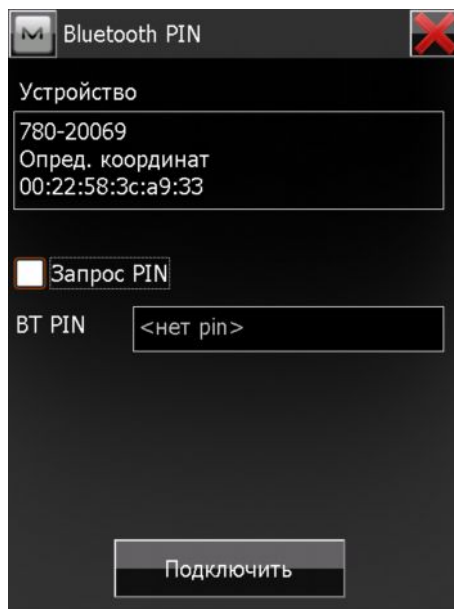 Bluetooth PIN
Устройство
780-20069
Опред. координат
00:22:58:3c:a9:33
Запрос PIN
BT PIN
<нет pin>
Подключить